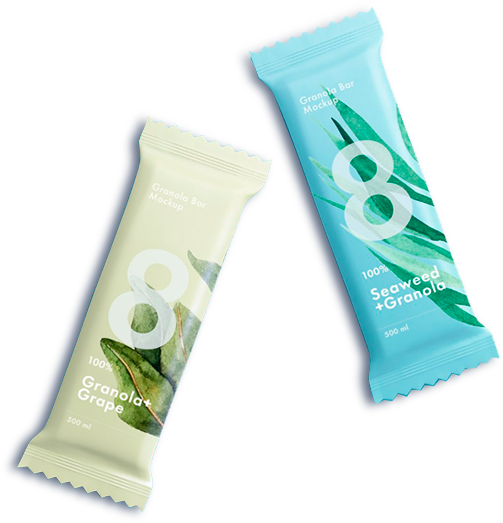 Granola Bar
Mockup
8
100%
Granola+
Grape
500 ml
Granola Bar
Mockup
8
100%
Seaweed
+Granola
500 ml